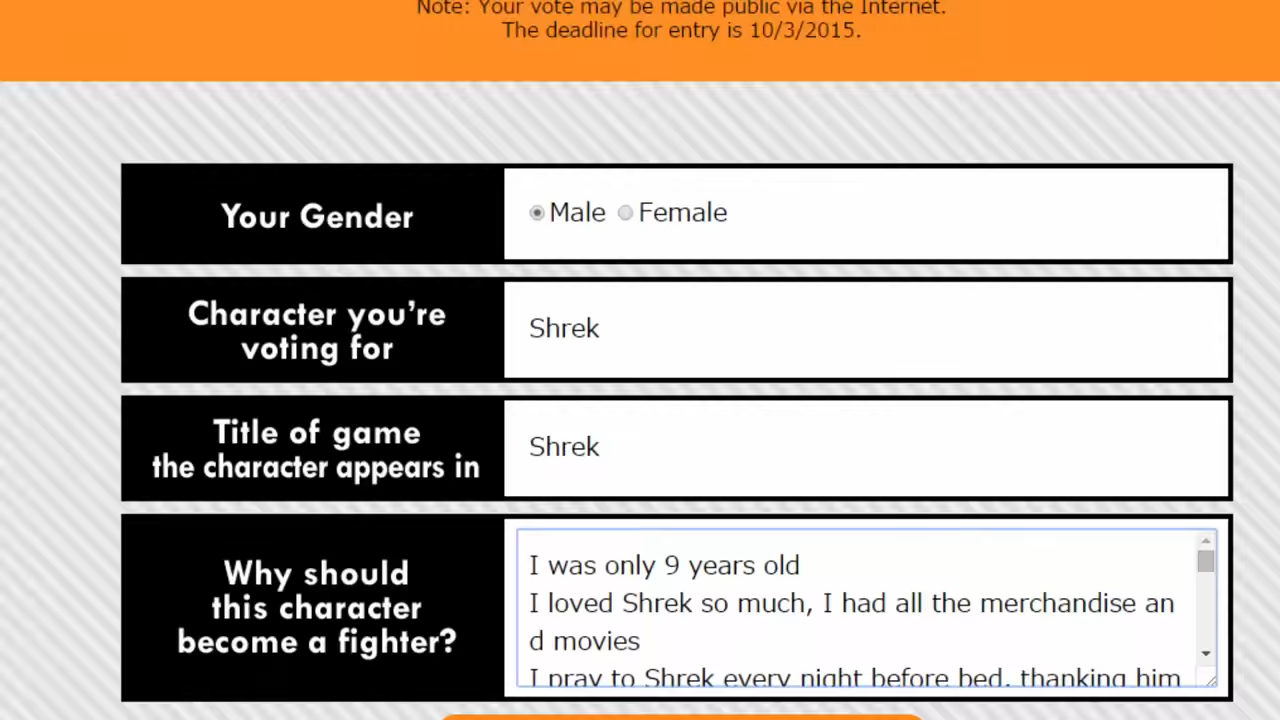 Note: Your vote may be made public via the Internet.
The deadline for entry is 10/3/2015.
Your Gender
Male Female
Character you're
voting for
Shrek
Title of game
the character appears in
Shrek
Why should
this character
become a fighter?
I was only 9 years old
I loved Shrek so much, I had all the merchandise an
d movies
I pray to Shrek every night before bed, thanking him